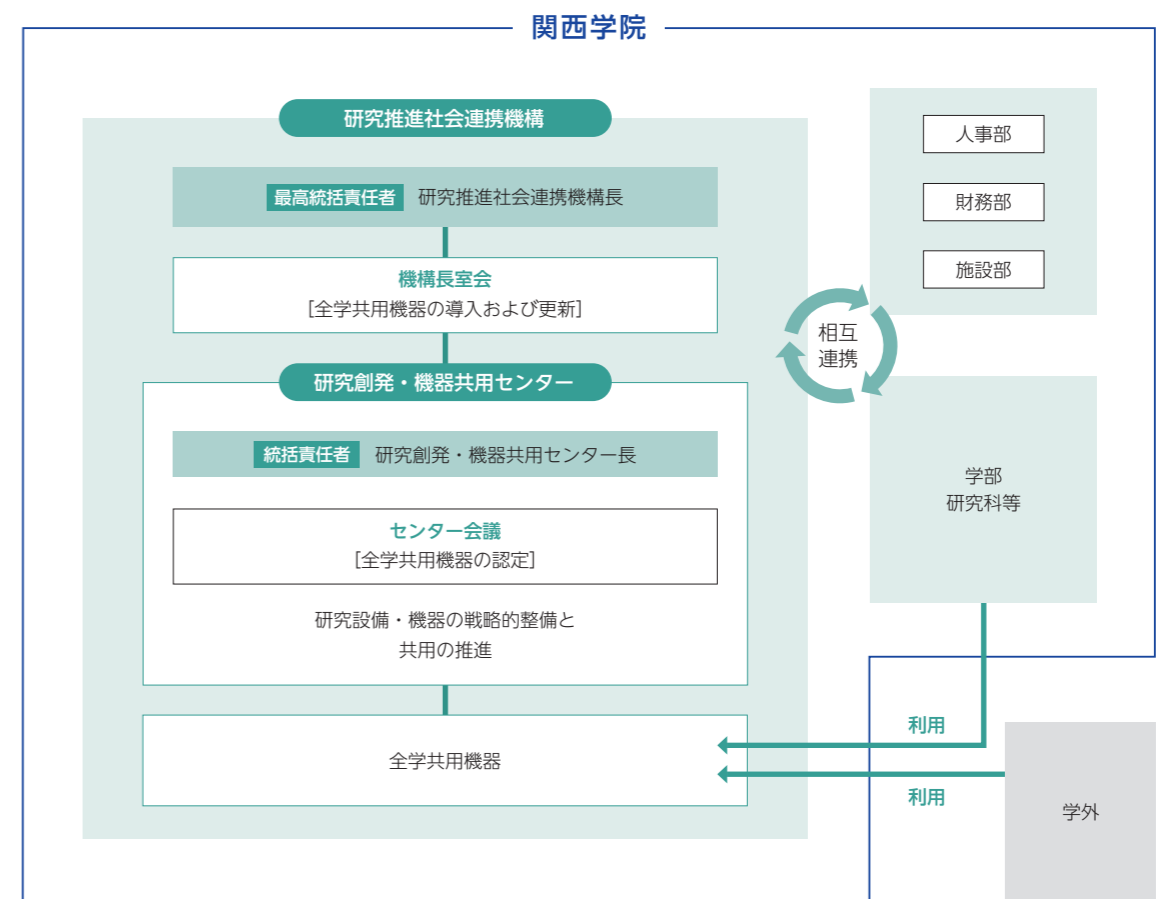 関西学院
研究推進社会連携機構
最高統括責任者 研究推進社会連携機構長
機構長室会
[全学共用機器の導入および更新]
研究創発・機器共用センター
統括責任者 研究創発・機器共用センター長
センター会議
[全学共用機器の認定]
研究設備・機器の戦略的整備と
共用の推進
全学共用機器
人事部
財務部
施設部
相互
連携
学部
研究科等
利用
利用
学外